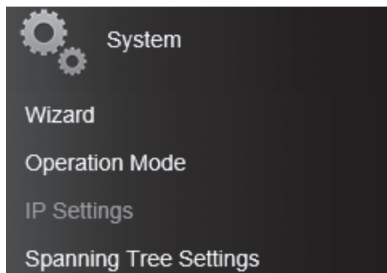 System
Wizard
Operation Mode
IP Settings
Spanning Tree Settings